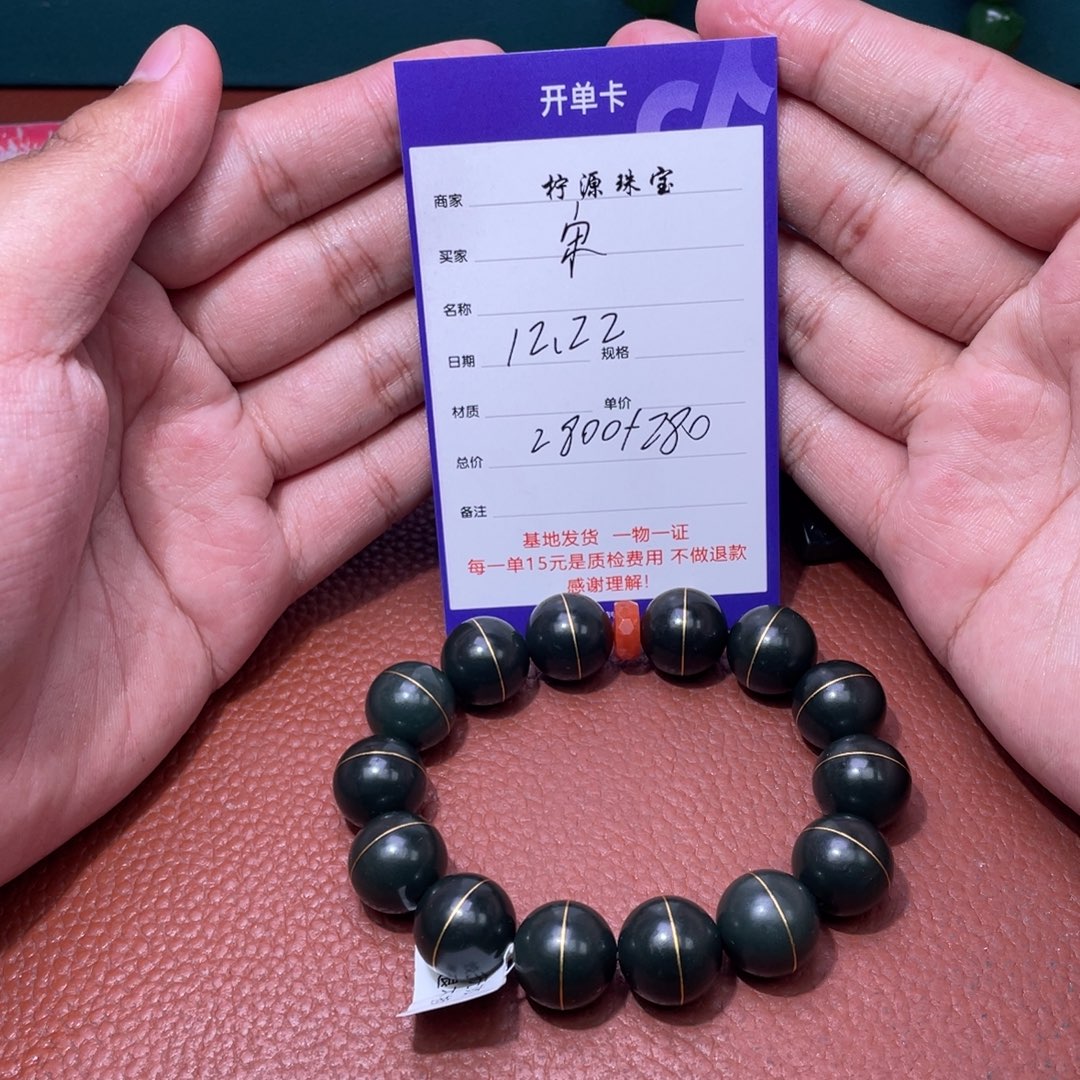 开单卡
商家 柠源珠宝
买家
名称
日期 12.22 规格
材质 单价
总价 2800+280
备注
基地发货 一物一证
每一单15元是质检费用 不做退款
感谢理解!